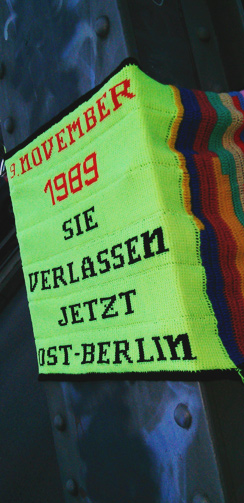 9. NOVEMBER
1989
SIE
VERLASSEN
JETZT
OST-BERLIN